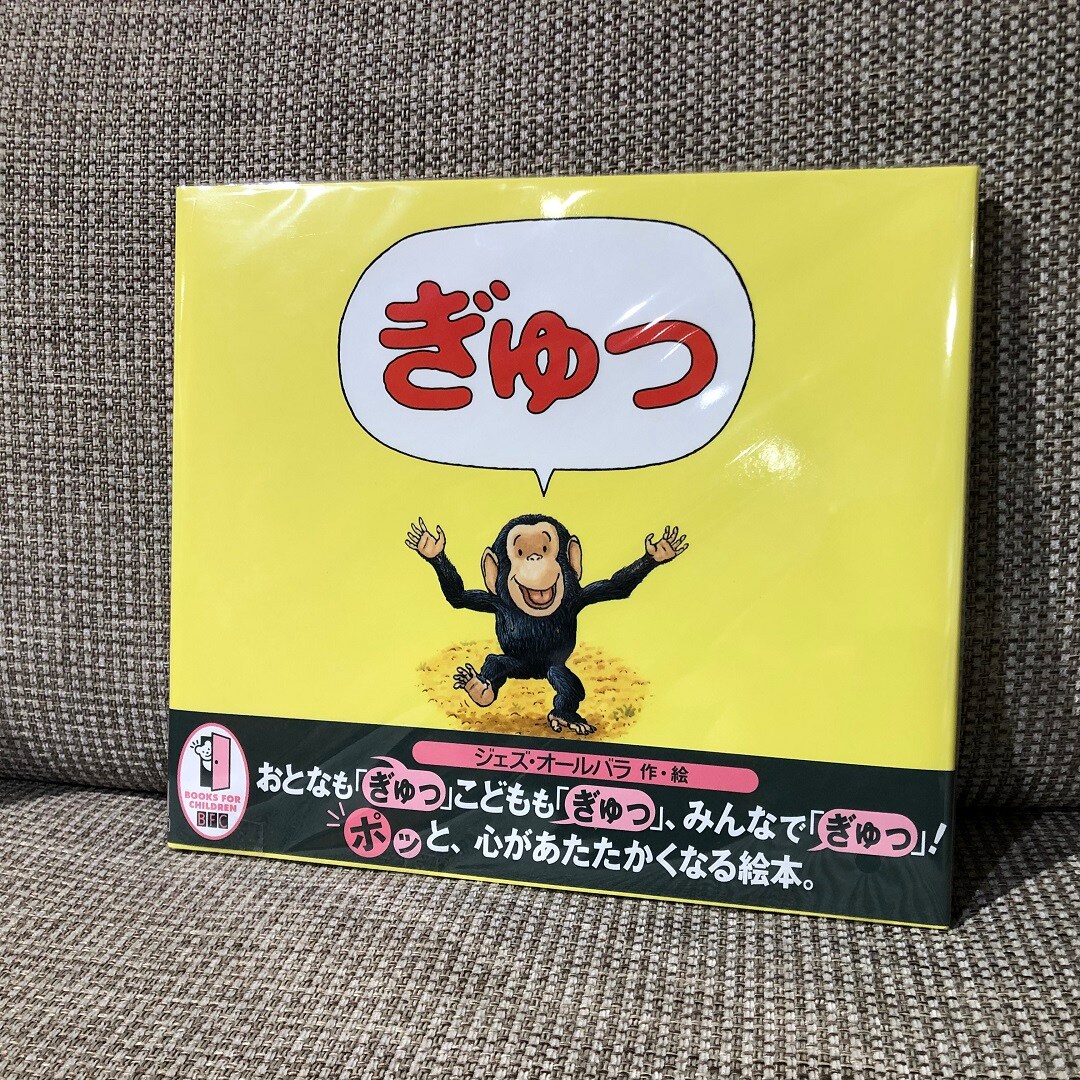 ぎゅっ
ジェズ・オールバラ 作・絵
おとなも「ぎゅっ」こどもも「ぎゅっ」、みんなで「ぎゅっ」!
ポッと、心があたたかくなる絵本。
BOOKS FOR
CHILDREN
BFC